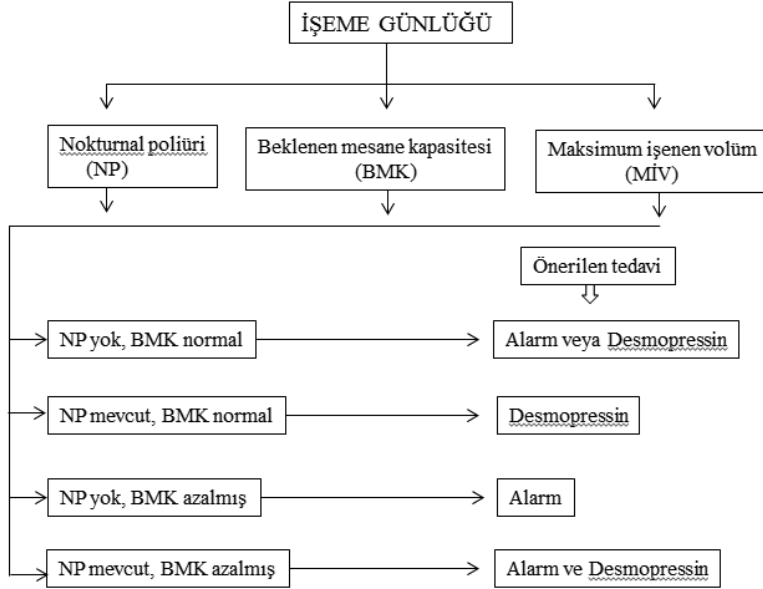 İŞEME GÜNLÜĞÜ
Nokturnal poliüri
(NP)
Beklenen mesane kapasitesi
(BMK)
Maksimum işenen volüm
(MİV)
Önerilen tedavi
NP yok, BMK normal
Alarm veya Desmopressin
NP mevcut, BMK normal
Desmopressin
NP yok, BMK azalmış
Alarm
NP mevcut, BMK azalmış
Alarm ve Desmopressin